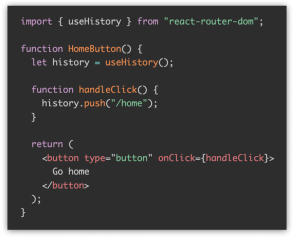 import { useHistory } from "react-router-dom";
function HomeButton() {
let history = useHistory();
function handleClick() {
history.push("/home");
}
return (
<button type="button" onClick={handleClick}>
Go home
</button>
);
}